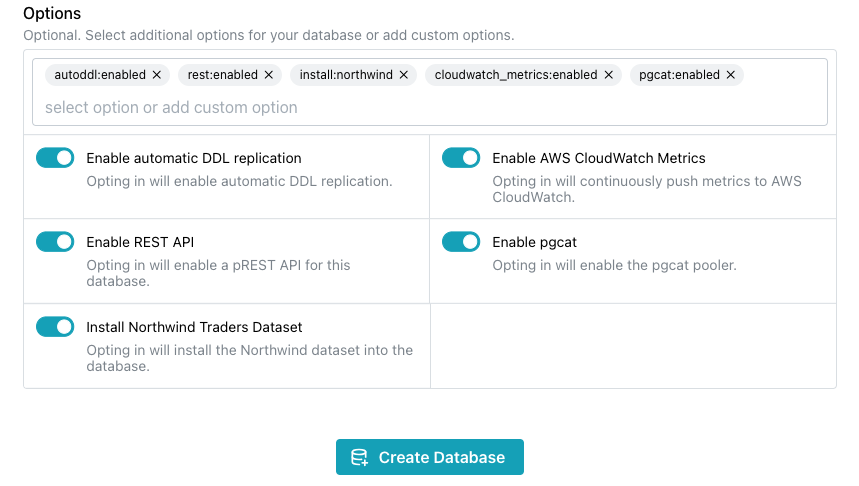 Options
Optional. Select additional options for your database or add custom options.
autoddl:enabled × rest:enabled × install:northwind × cloudwatch_metrics:enabled × pgcat:enabled ×
select option or add custom option
Enable automatic DDL replication
Opting in will enable automatic DDL replication.
Enable AWS CloudWatch Metrics
Opting in will continuously push metrics to AWS
CloudWatch.
Enable REST API
Opting in will enable a pREST API for this
database.
Enable pgcat
Opting in will enable the pgcat pooler.
Install Northwind Traders Dataset
Opting in will install the Northwind dataset into the
database.
Create Database